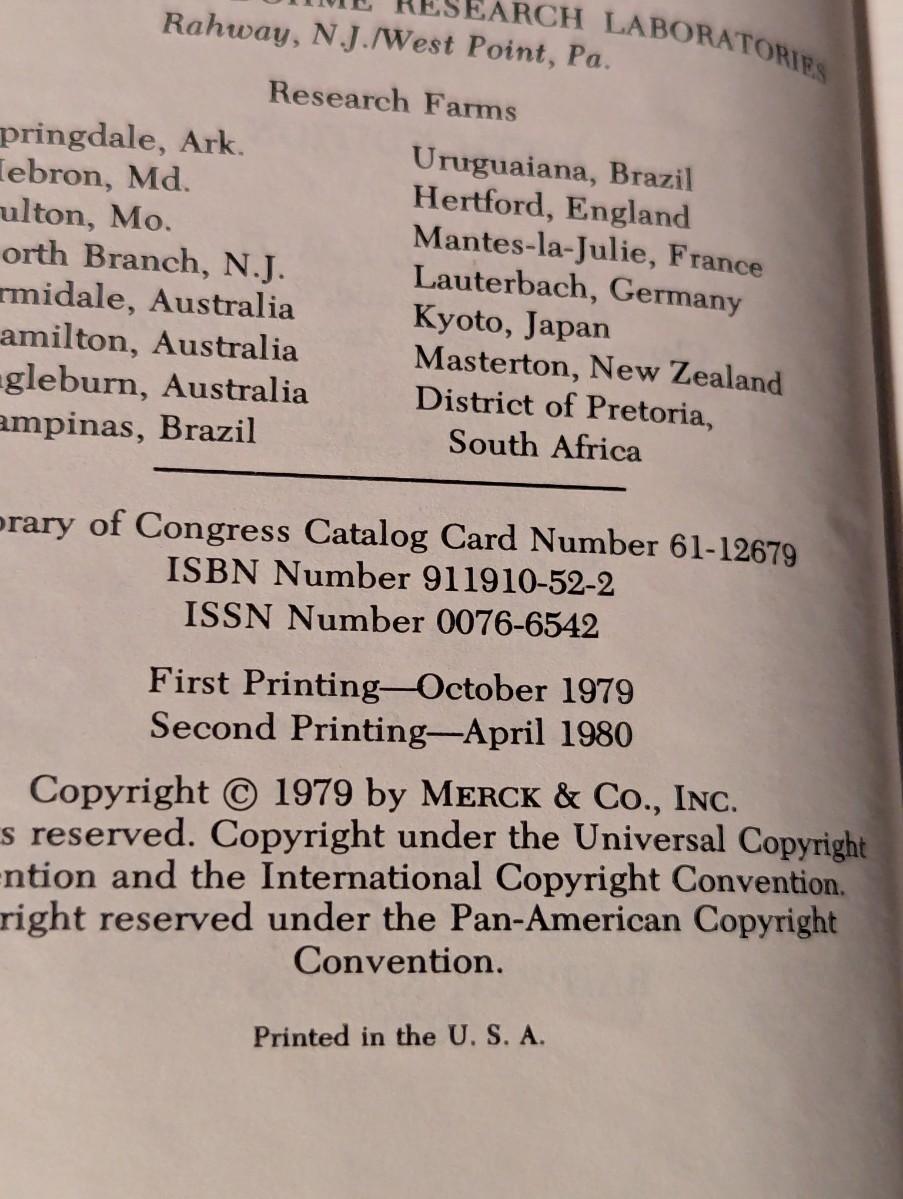 RESEARCH LABORATORIES
Rahway, N.J./West Point, Pa.
Research Farms
pringdale, Ark.
ebron, Md.
ulton, Mo.
orth Branch, N.J.
rmidale, Australia
amilton, Australia
gleburn, Australia
ampinas, Brazil
Uruguaiana, Brazil
Hertford, England
Mantes-la-Julie, France
Lauterbach, Germany
Kyoto, Japan
Masterton, New Zealand
District of Pretoria,
South Africa
rary of Congress Catalog Card Number 61-12679
ISBN Number 911910-52-2
ISSN Number 0076-6542
First Printing—October 1979
Second Printing—April 1980
Copyright © 1979 by MERCK & CO., INC.
s reserved. Copyright under the Universal Copyright
ntion and the International Copyright Convention.
right reserved under the Pan-American Copyright
Convention.
Printed in the U. S. A.